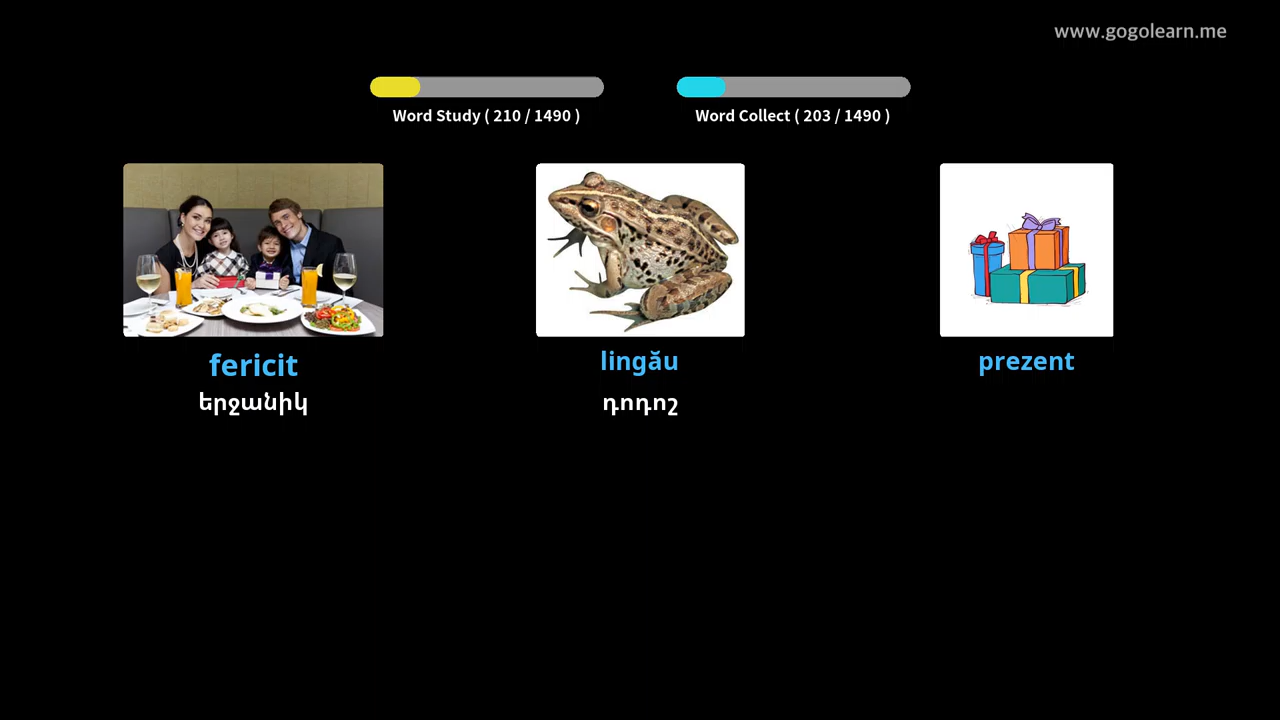 www.gogolearn.me
Word Study ( 210 / 1490 )
Word Collect ( 203 / 1490 )
fericit
երջանիկ
lingău
դոդոշ
prezent